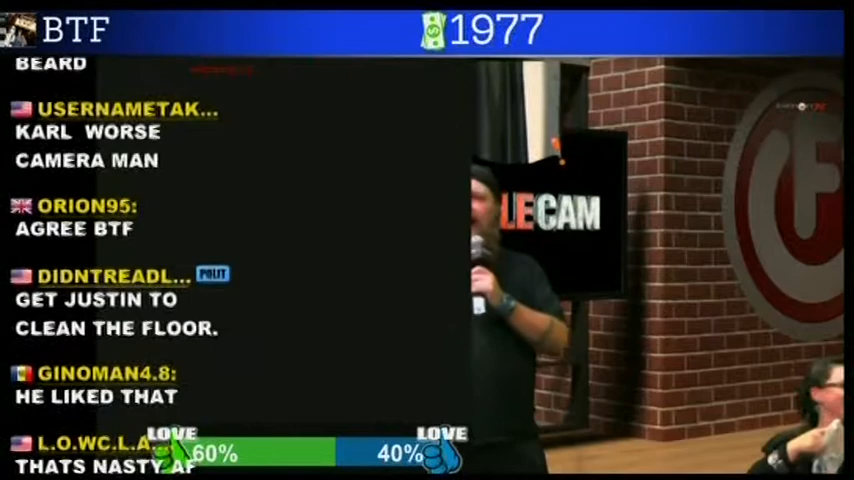 BTF
1977
BEARD
USERNAMETAK...
KARL WORSE
CAMERA MAN
ORION95:
AGREE BTF
DIDNTREADL... POLIT
GET JUSTIN TO
CLEAN THE FLOOR.
GINOMAN4.8:
HE LIKED THAT
L.O.WC.L.A...
THATS NASTY AF
LOVE
60%
LOVE
40%
LECAM
F